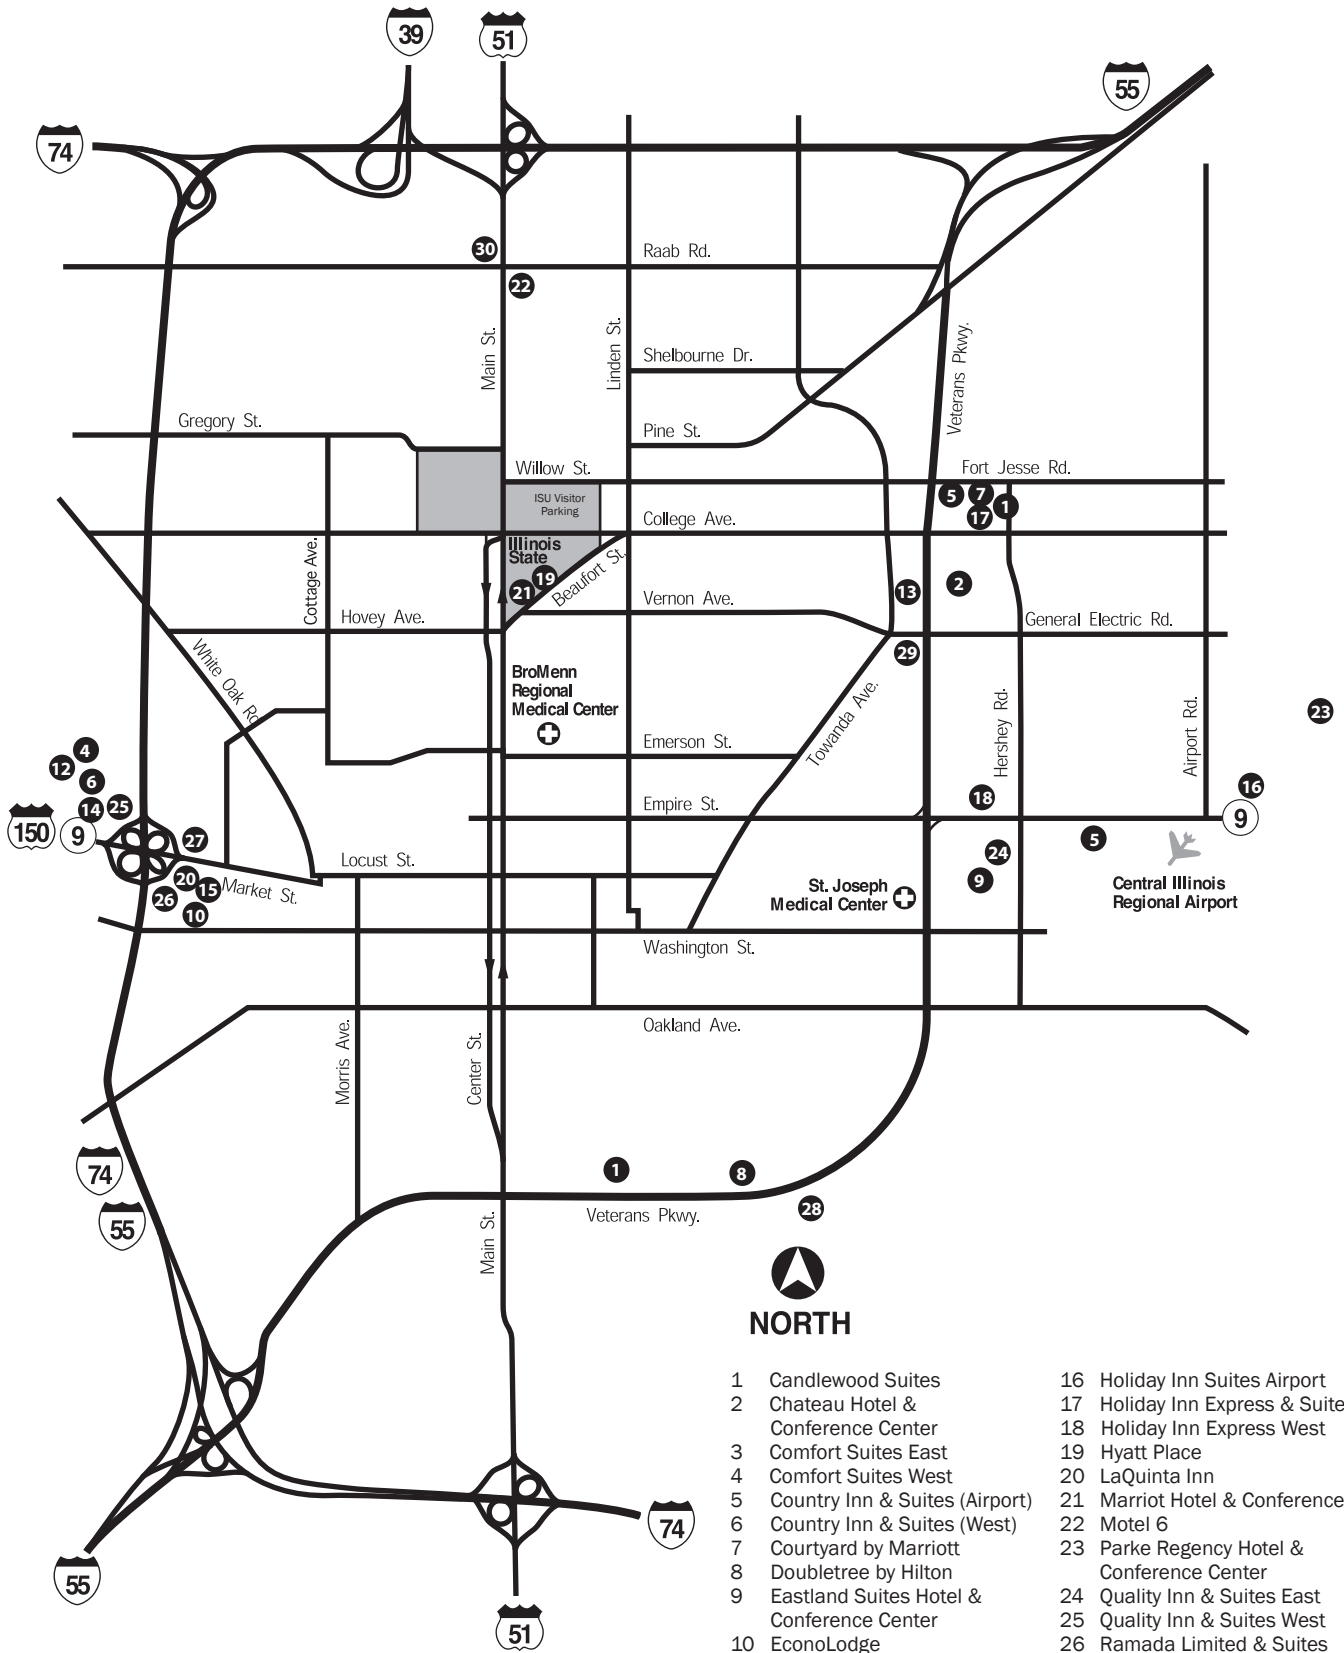 39
51
55
74
30
Raab Rd.
22
Main St.
Linden St.
Shelbourne Dr.
Veterans Pkwy.
Gregory St.
Pine St.
Willow St.
Fort Jesse Rd.
ISU Visitor
Parking
5
7
1
17
College Ave.
Illinois
State
Cottage Ave.
19
21
Beaufort St.
13
2
Vernon Ave.
Hovey Ave.
General Electric Rd.
29
White Oak Rd.
BroMenn
Regional
Medical Center
Towanda Ave.
Hershey Rd.
Airport Rd.
23
4
12
6
Emerson St.
14
25
18
16
Empire St.
150
9
9
27
5
24
Locust St.
20
15
Market St.
26
10
9
St. Joseph
Medical Center
Central Illinois
Regional Airport
Washington St.
Oakland Ave.
Morris Ave.
Center St.
74
55
1
8
28
Veterans Pkwy.
Main St.
NORTH
1 Candlewood Suites
2 Chateau Hotel &
Conference Center
3 Comfort Suites East
4 Comfort Suites West
5 Country Inn & Suites (Airport)
6 Country Inn & Suites (West)
7 Courtyard by Marriott
8 Doubletree by Hilton
9 Eastland Suites Hotel &
Conference Center
10 EconoLodge
16 Holiday Inn Suites Airport
17 Holiday Inn Express & Suite
18 Holiday Inn Express West
19 Hyatt Place
20 LaQuinta Inn
21 Marriot Hotel & Conference
22 Motel 6
23 Parke Regency Hotel &
Conference Center
24 Quality Inn & Suites East
25 Quality Inn & Suites West
26 Ramada Limited & Suites
74
55
51